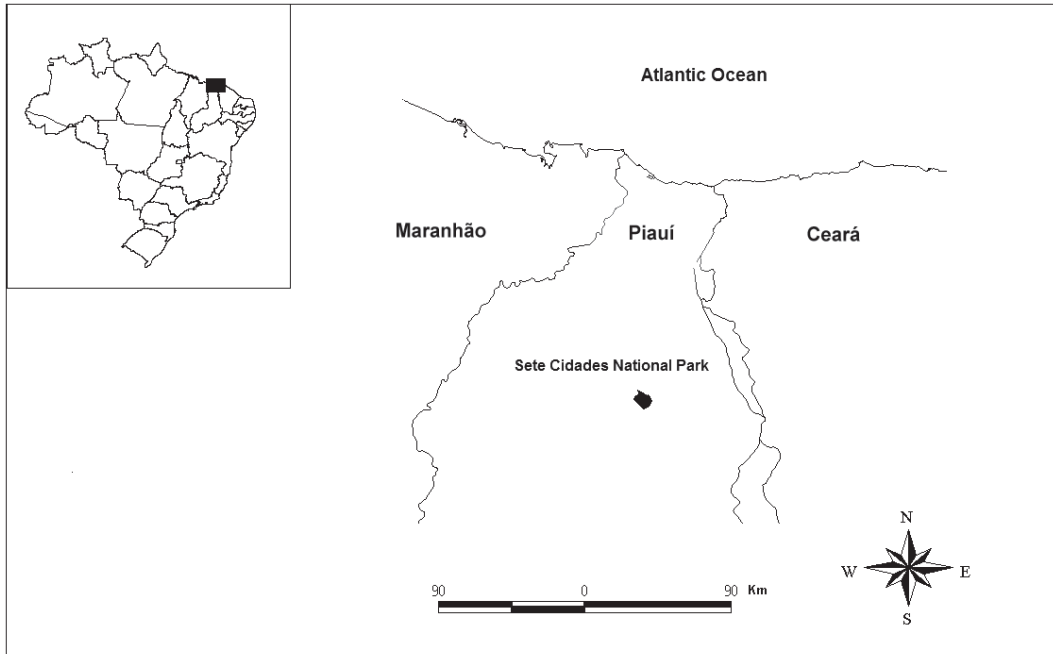 Atlantic Ocean
Maranhão
Piauí
Ceará
Sete Cidades National Park
N
W
E
S
90
0
90
Km